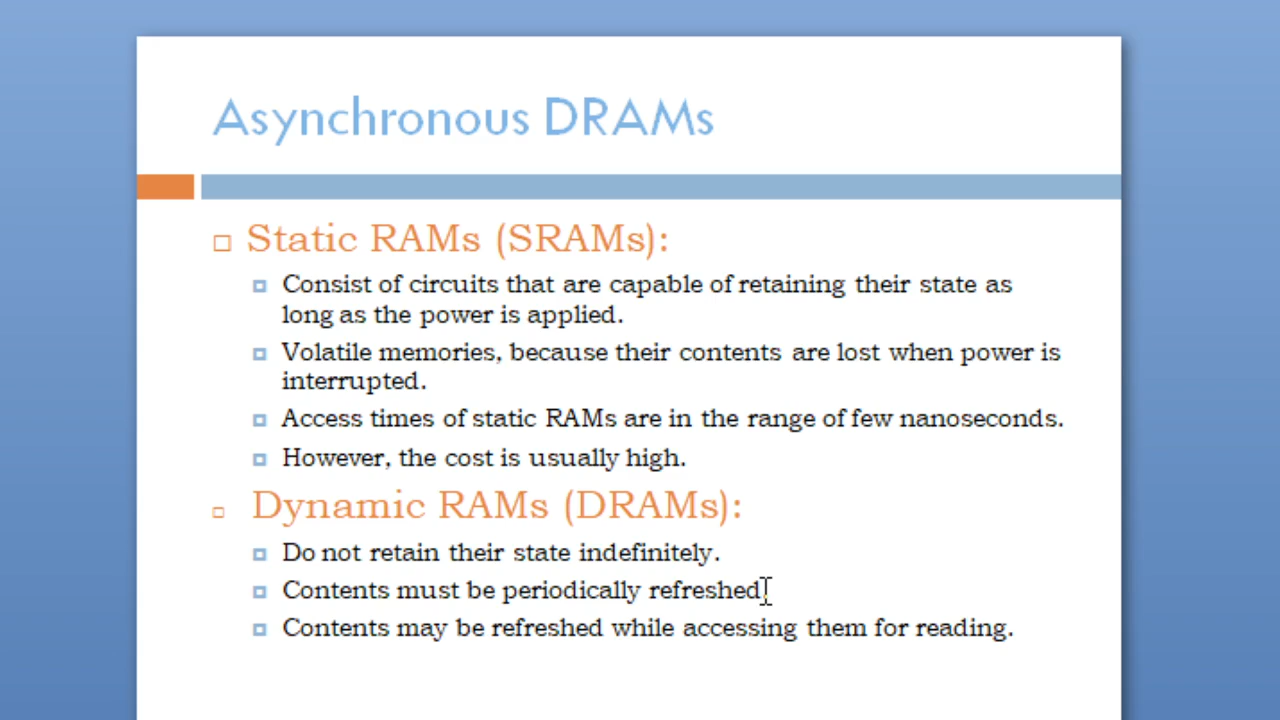 Asynchronous DRAMs
Static RAMs (SRAMs):
Consist of circuits that are capable of retaining their state as
long as the power is applied.
Volatile memories, because their contents are lost when power is
interrupted.
Access times of static RAMs are in the range of few nanoseconds.
However, the cost is usually high.
Dynamic RAMs (DRAMs):
Do not retain their state indefinitely.
Contents must be periodically refreshed.
Contents may be refreshed while accessing them for reading.